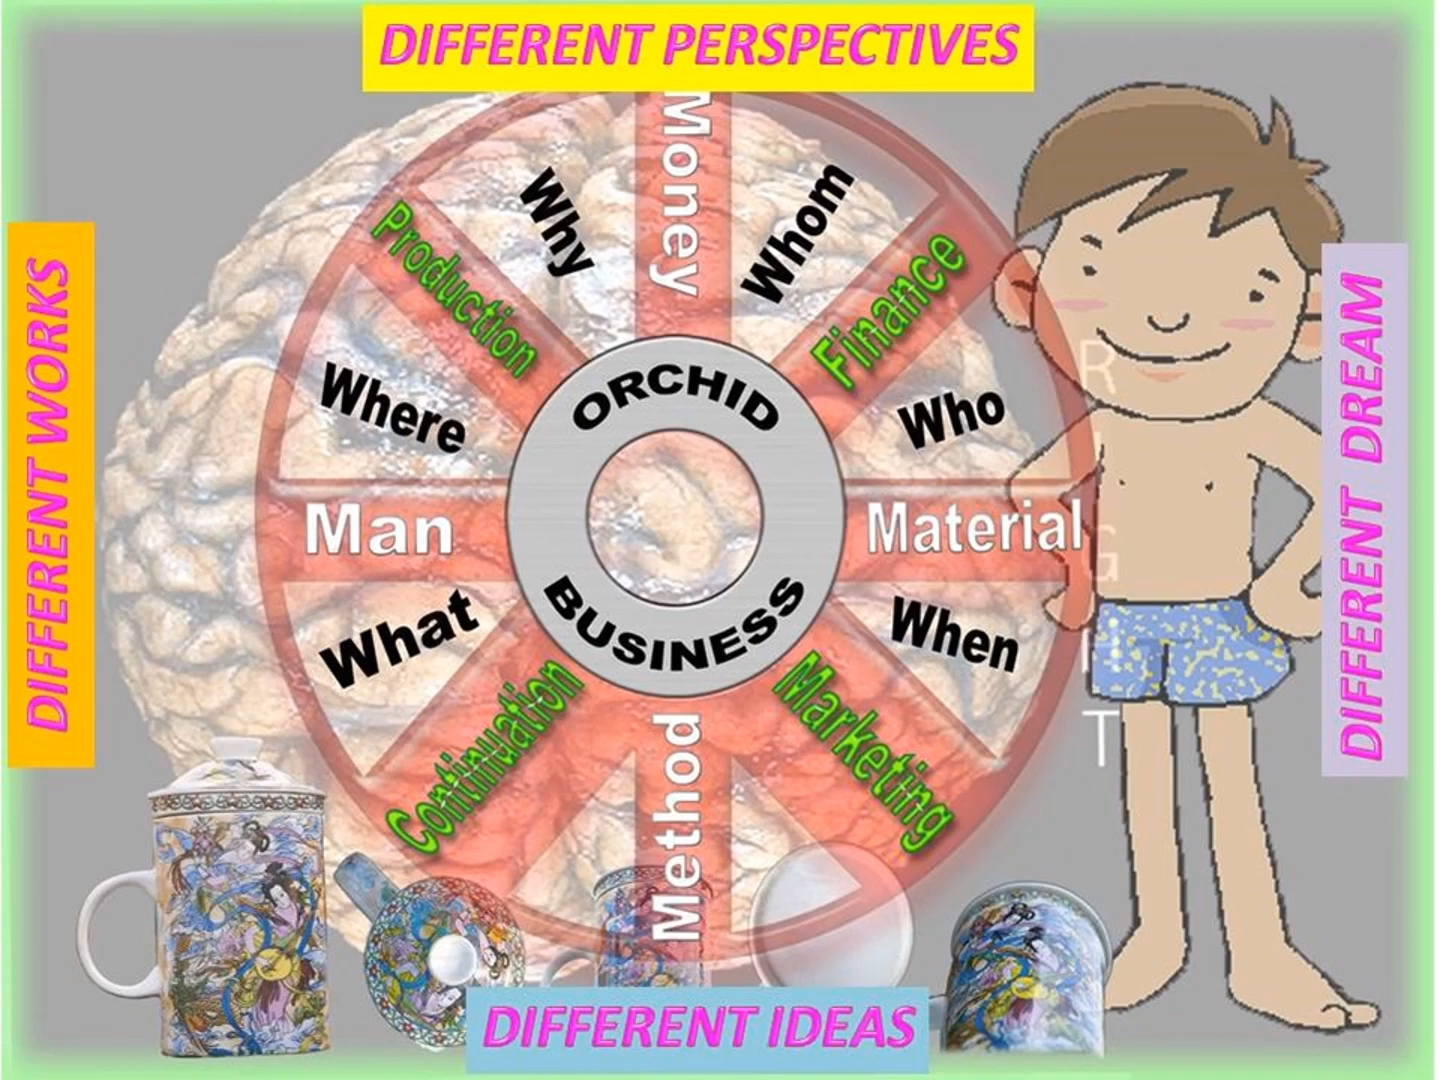 DIFFERENT PERSPECTIVES
DIFFERENT WORKS
DIFFERENT DREAM
DIFFERENT IDEAS
ORCHID
BUSINESS
Money
Whom
Finance
Who
Material
When
Marketing
Method
Continuation
What
Man
Where
Production
Why